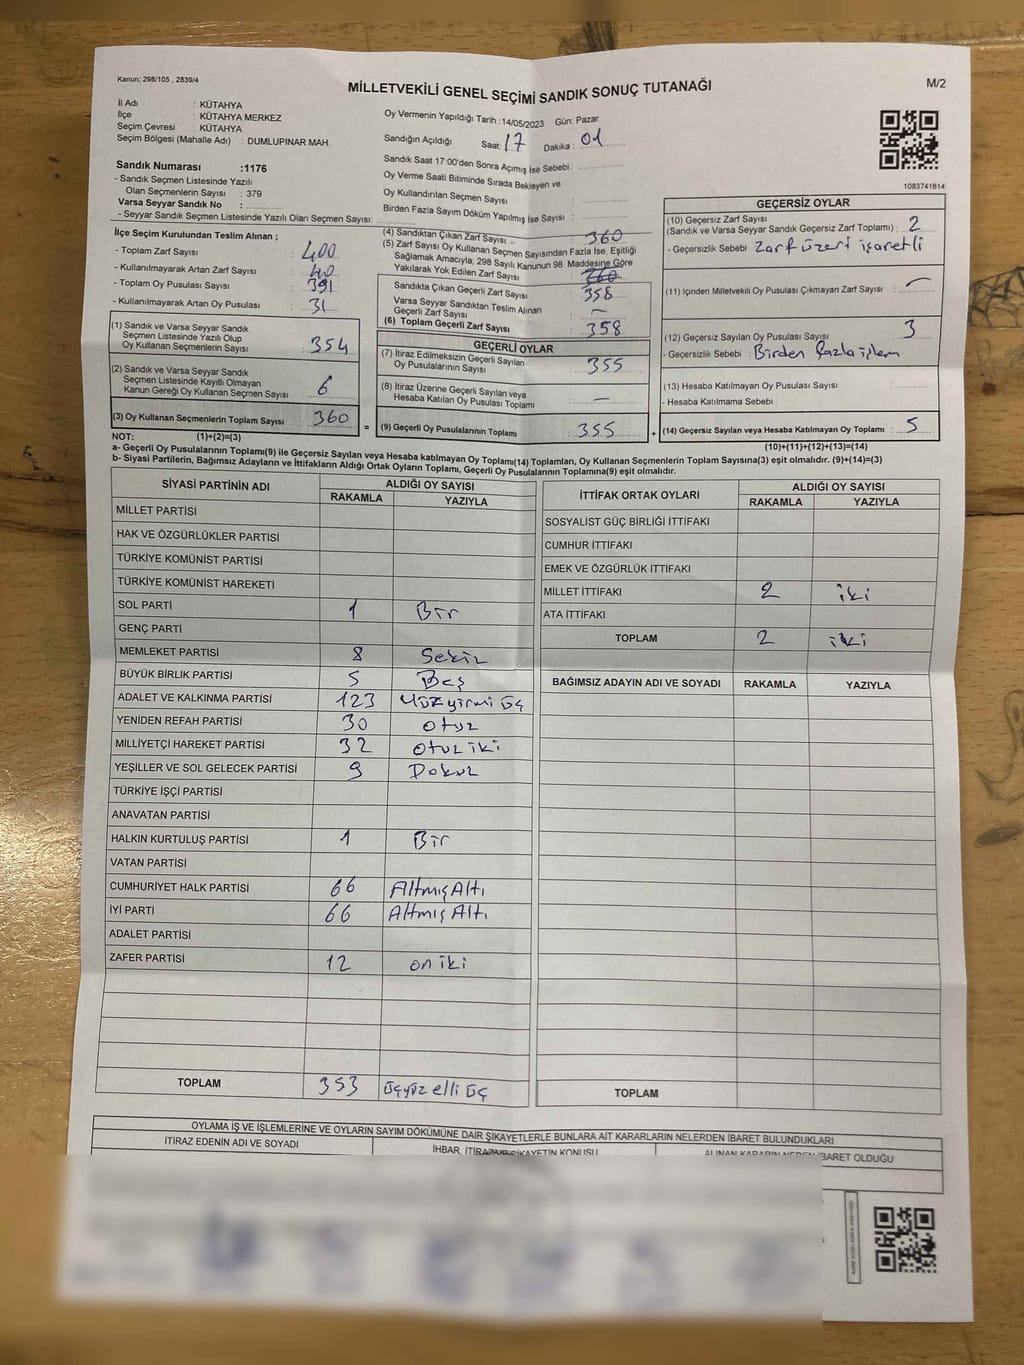 Kanun; 298/105 , 2839/4
MİLLETVEKİLİ GENEL SEÇİMİ SANDIK SONUÇ TUTANAĞI
M/2
İl Adı : KÜTAHYA
İlçe : KÜTAHYA MERKEZ
Seçim Çevresi : KÜTAHYA
Seçim Bölgesi (Mahalle Adı) : DUMLUPINAR MAH.
Oy Vermenin Yapıldığı Tarih :14/05/2023 Gün: Pazar
Sandığın Açıldığı Saat: 17 Dakika : 01
Sandık Saat 17:00'den Sonra Açımış İse Sebebi :
Oy Verme Saati Bitiminde Sırada Bekleyen ve
Oy Kullandırılan Seçmen Sayısı :
Birden Fazla Sayım Döküm Yapılmış İse Sayısı :
1083741614
Sandık Numarası :1176
- Sandık Seçmen Listesinde Yazılı
Olan Seçmenlerin Sayısı : 379
Varsa Seyyar Sandık No :
- Seyyar Sandık Seçmen Listesinde Yazılı Olan Seçmen Sayısı:
İlçe Seçim Kurulundan Teslim Alınan ;
- Toplam Zarf Sayısı : 400
- Kullanılmayarak Artan Zarf Sayısı : 40
- Toplam Oy Pusulası Sayısı : 391
- Kullanılmayarak Artan Oy Pusulası : 31
(1) Sandık ve Varsa Seyyar Sandık
Seçmen Listesinde Yazılı Olup
Oy Kullanan Seçmenlerin Sayısı : 354
(2) Sandık ve Varsa Seyyar Sandık
Seçmen Listesinde Kayıtlı Olmayan
Kanun Gereği Oy Kullanan Seçmen Sayısı : 6
(3) Oy Kullanan Seçmenlerin Toplam Sayısı : 360
(4) Sandıktan Çıkan Zarf Sayısı : 360
(5) Zarf Sayısı Oy Kullanan Seçmen Sayısından Fazla İse, Eşitliği
Sağlamak Amacıyla; 298 Sayılı Kanunun 98. Maddesine Göre
Yakılarak Yok Edilen Zarf Sayısı :
Sandıkta Çıkan Geçerli Zarf Sayısı : 358
Varsa Seyyar Sandıktan Teslim Alınan
Geçerli Zarf Sayısı : –
(6) Toplam Geçerli Zarf Sayısı : 358
GEÇERLİ OYLAR
(7) İtiraz Edilmeksizin Geçerli Sayılan
Oy Pusulalarının Sayısı : 355
(8) İtiraz Üzerine Geçerli Sayılan veya
Hesaba Katılan Oy Pusulası Toplamı : –
= (9) Geçerli Oy Pusulalarının Toplamı : 355 +
GEÇERSİZ OYLAR
(10) Geçersiz Zarf Sayısı
(Sandık ve Varsa Seyyar Sandık Geçersiz Zarf Toplamı) : 2
- Geçersizlik Sebebi : Zarf üzeri işaretli
(11) İçinden Milletvekili Oy Pusulası Çıkmayan Zarf Sayısı : –
(12) Geçersiz Sayılan Oy Pusulası Sayısı : 3
- Geçersizlik Sebebi : Birden fazla işlem
(13) Hesaba Katılmayan Oy Pusulası Sayısı :
- Hesaba Katılmama Sebebi :
(14) Geçersiz Sayılan veya Hesaba Katılmayan Oy Toplamı : 5
NOT: (1)+(2)=(3)
(10)+(11)+(12)+(13)=(14)
a- Geçerli Oy Pusulalarının Toplamı(9) ile Geçersiz Sayılan veya Hesaba katılmayan Oy Toplamı(14) Toplamları, Oy Kullanan Seçmenlerin Toplam Sayısına(3) eşit olmalıdır. (9)+(14)=(3)
b- Siyasi Partilerin, Bağımsız Adayların ve İttifakların Aldığı Ortak Oyların Toplamı, Geçerli Oy Pusulalarının Toplamına(9) eşit olmalıdır.
SİYASİ PARTİNİN ADI ALDIĞI OY SAYISI
RAKAMLA YAZIYLA
MİLLET PARTİSİ
HAK VE ÖZGÜRLÜKLER PARTİSİ
TÜRKİYE KOMÜNİST PARTİSİ
TÜRKİYE KOMÜNİST HAREKETİ
SOL PARTİ 1 Bir
GENÇ PARTİ
MEMLEKET PARTİSİ 8 Sekiz
BÜYÜK BİRLİK PARTİSİ 5 Beş
ADALET VE KALKINMA PARTİSİ 123 Yüzyirmi üç
YENİDEN REFAH PARTİSİ 30 otuz
MİLLİYETÇİ HAREKET PARTİSİ 32 otuz iki
YEŞİLLER VE SOL GELECEK PARTİSİ 9 Dokuz
TÜRKİYE İŞÇİ PARTİSİ
ANAVATAN PARTİSİ
HALKIN KURTULUŞ PARTİSİ 1 Bir
VATAN PARTİSİ
CUMHURİYET HALK PARTİSİ 66 Altmış Altı
İYİ PARTİ 66 Altmış Altı
ADALET PARTİSİ
ZAFER PARTİSİ 12 on iki
TOPLAM 353 üçyüz elli üç
İTTİFAK ORTAK OYLARI ALDIĞI OY SAYISI
RAKAMLA YAZIYLA
SOSYALİST GÜÇ BİRLİĞİ İTTİFAKI
CUMHUR İTTİFAKI
EMEK VE ÖZGÜRLÜK İTTİFAKI
MİLLET İTTİFAKI 2 iki
ATA İTTİFAKI
TOPLAM 2 iki
BAĞIMSIZ ADAYIN ADI VE SOYADI RAKAMLA YAZIYLA
TOPLAM
OYLAMA İŞ VE İŞLEMLERİNE VE OYLARIN SAYIM DÖKÜMÜNE DAİR ŞİKAYETLERLE BUNLARA AİT KARARLARIN NELERDEN İBARET BULUNDUKLARI
İTİRAZ EDENİN ADI VE SOYADI
İHBAR, İTİRAZ ŞİKAYETİN KONUSU
ALINAN KARARIN NEDEN İBARET OLDUĞU